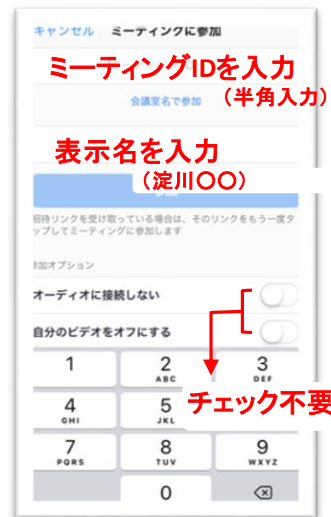 キャンセル ミーティングに参加
ミーティングIDを入力
(半角入力)
会議室名で参加
表示名を入力
(淀川〇〇)
招待リンクを受け取っている場合は、そのリンクをもう一度タ
ップしてミーティングに参加します
参加オプション
オーディオに接続しない
自分のビデオをオフにする
チェック不要
1 2 3
ABC DEF
4 5
GHI JKL
7 8 9
PQRS TUV WXYZ
0